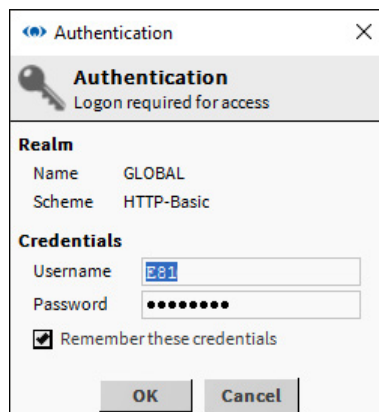 Authentication
Authentication
Logon required for access
Realm
Name GLOBAL
Scheme HTTP-Basic
Credentials
Username E81
Password ••••••••
Remember these credentials
OK Cancel